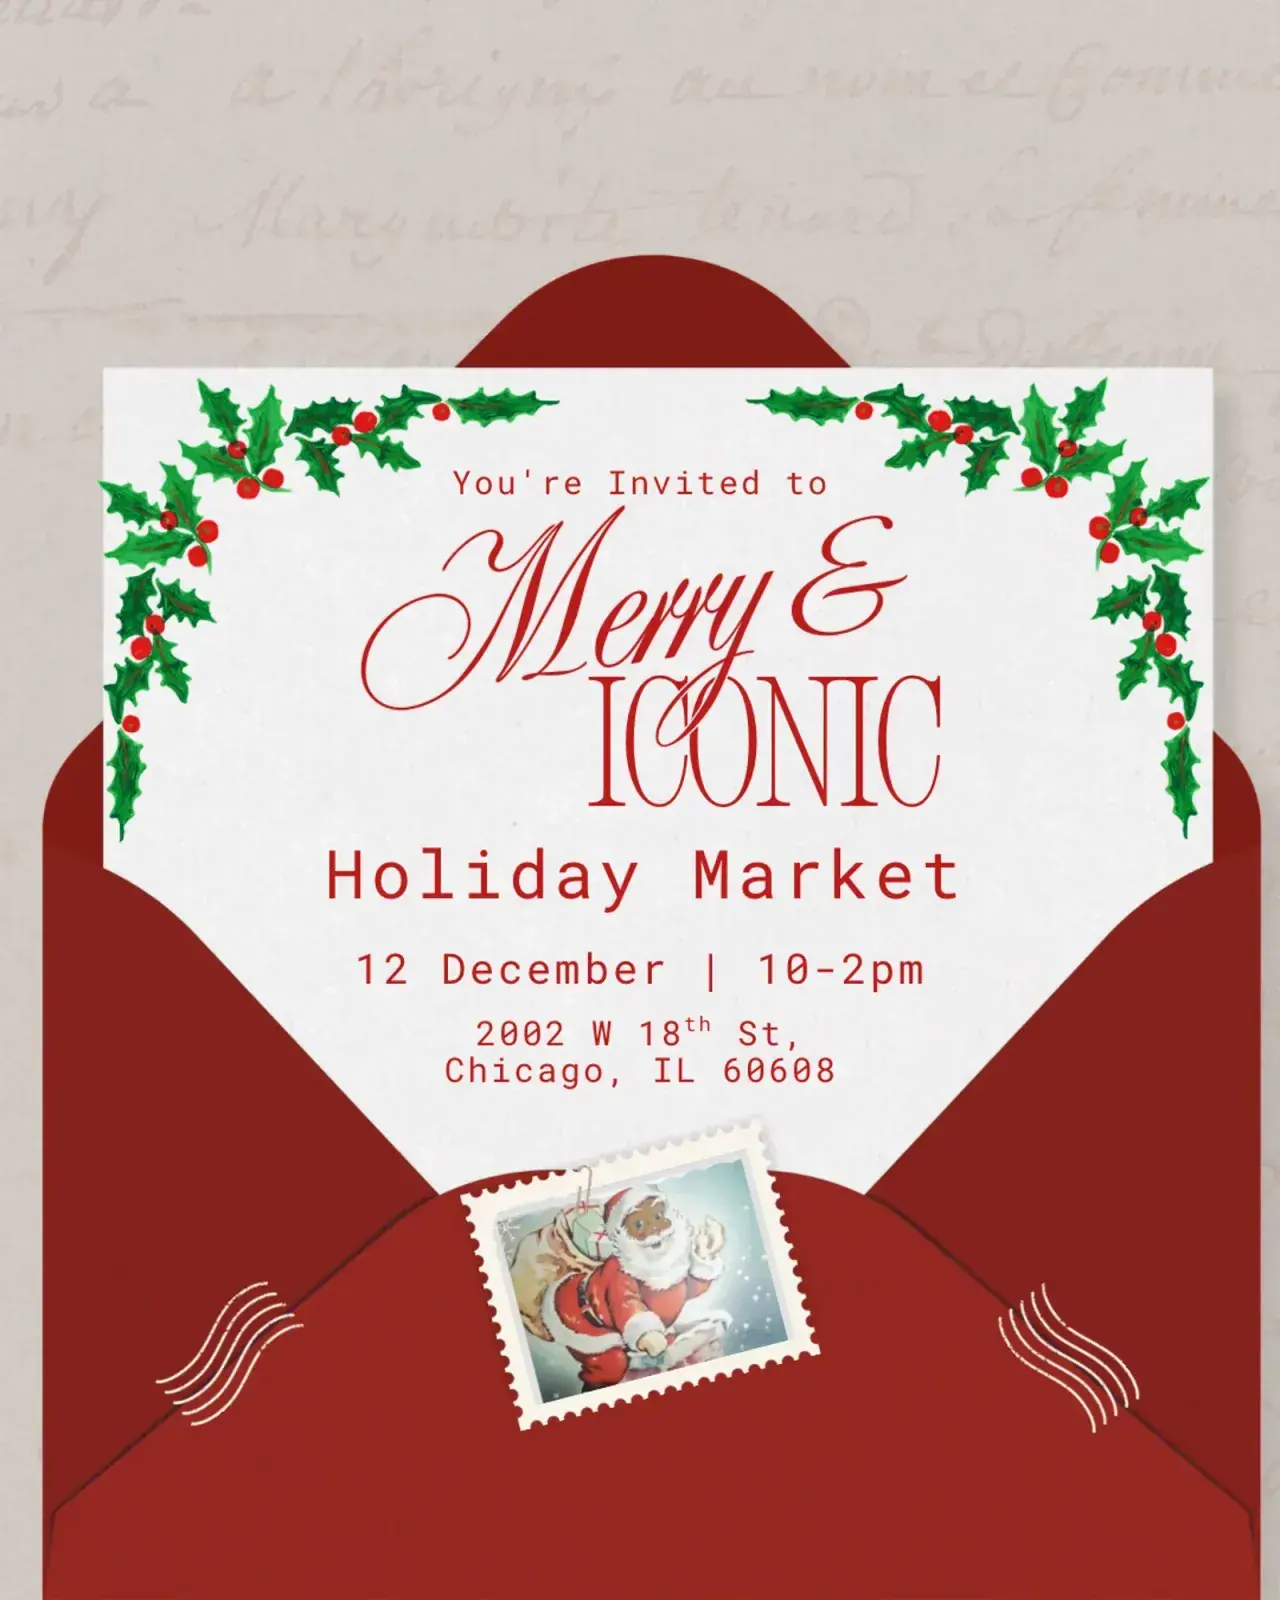 You're Invited to
Merry &
ICONIC
Holiday Market
12 December | 10-2pm
2002 W 18th St,
Chicago, IL 60608